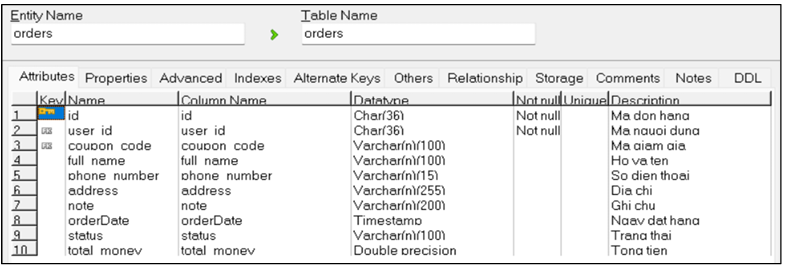 Entity Name Table Name
orders orders
Attributes Properties Advanced Indexes Alternate Keys Others Relationship Storage Comments Notes DDL
Key Name Column Name Datatype Not null Unique Description
1 id id Char(36) Not null Ma don hang
2 user_id user_id Char(36) Not null Ma nguoi dung
3 coupon_code coupon_code Varchar(n)(100) Ma giam gia
4 full_name full_name Varchar(n)(100) Ho va ten
5 phone_number phone_number Varchar(n)(15) So dien thoai
6 address address Varchar(n)(255) Dia chi
7 note note Varchar(n)(200) Ghi chu
8 orderDate orderDate Timestamp Ngay dat hang
9 status status Varchar(n)(100) Trang thai
10 total_money total_money Double precision Tong tien